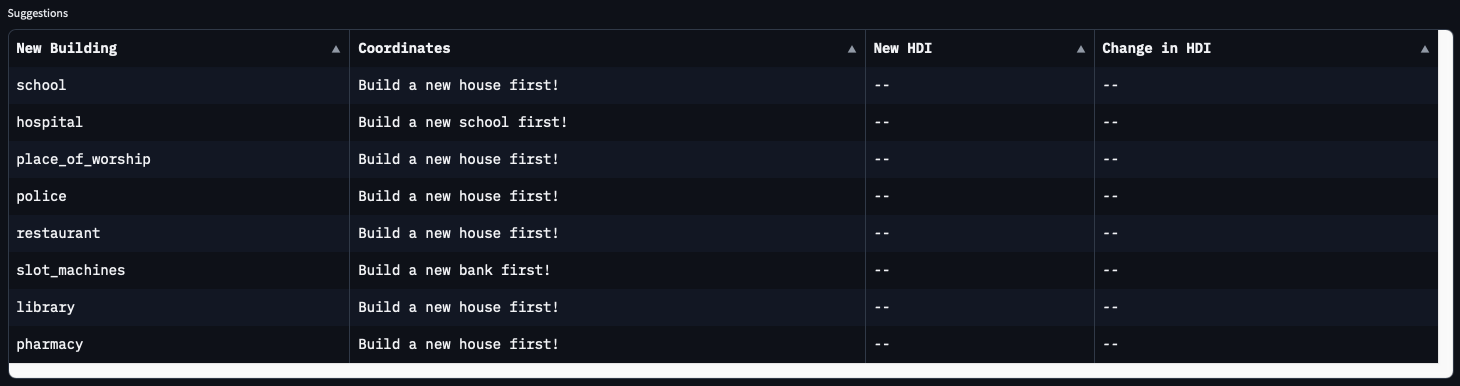 Suggestions
New Building ▲ Coordinates ▲ New HDI ▲ Change in HDI ▲
school Build a new house first! -- --
hospital Build a new school first! -- --
place_of_worship Build a new house first! -- --
police Build a new house first! -- --
restaurant Build a new house first! -- --
slot_machines Build a new bank first! -- --
library Build a new house first! -- --
pharmacy Build a new house first! -- --